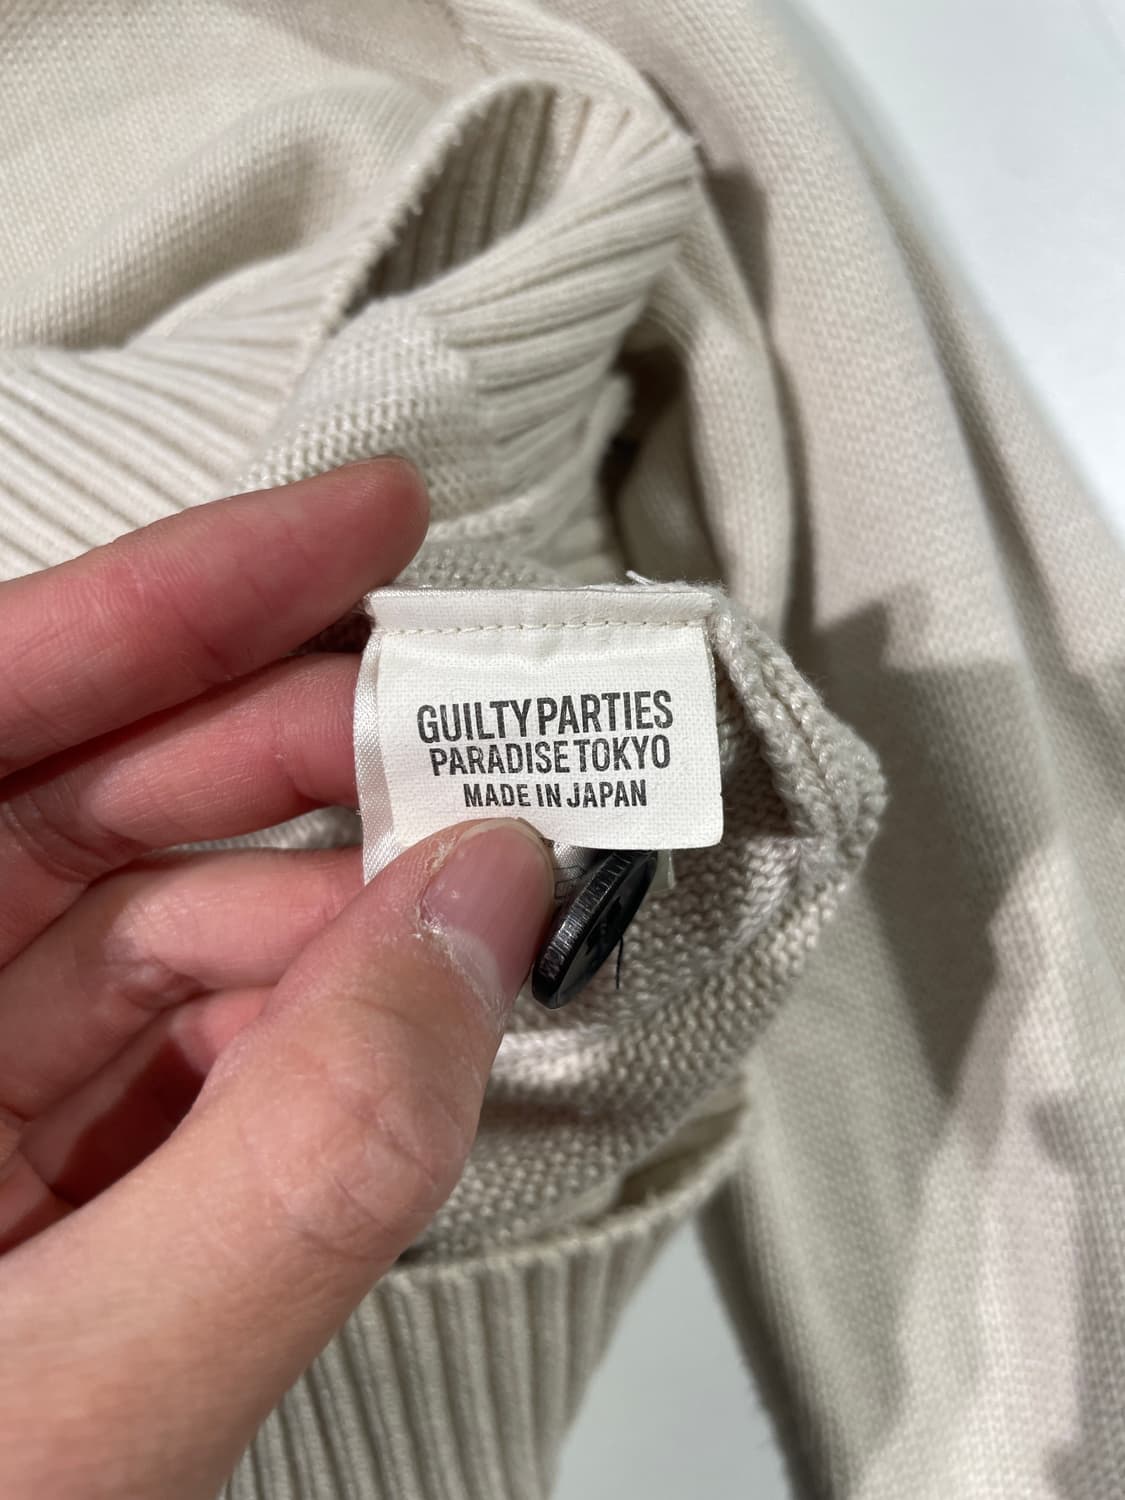 GUILTY PARTIES
PARADISE TOKYO
MADE IN JAPAN